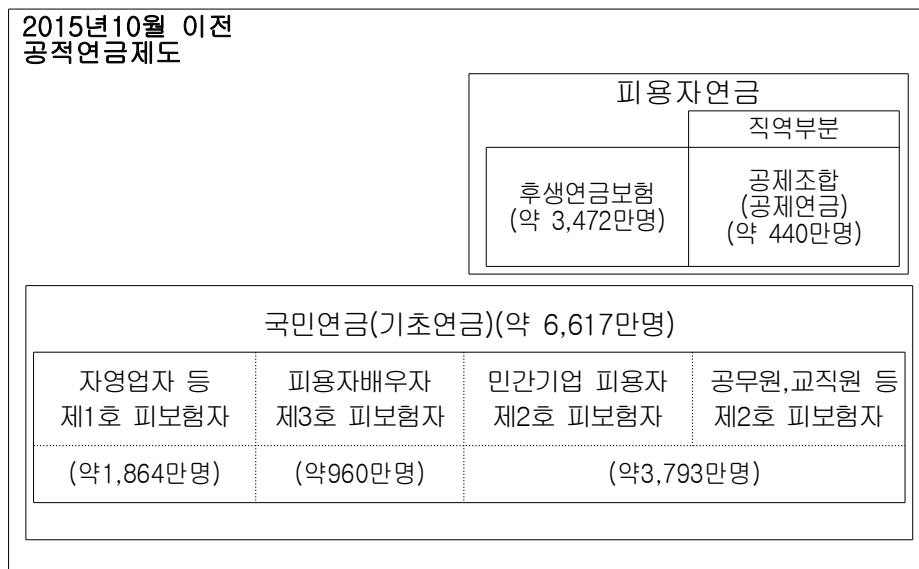 2015년10월 이전
공적연금제도
피용자연금
직역부분
후생연금보험
(약 3,472만명)
공제조합
(공제연금)
(약 440만명)
국민연금(기초연금)(약 6,617만명)
자영업자 등
제1호 피보험자
피용자배우자
제3호 피보험자
민간기업 피용자
제2호 피보험자
공무원,교직원 등
제2호 피보험자
(약1,864만명)
(약960만명)
(약3,793만명)